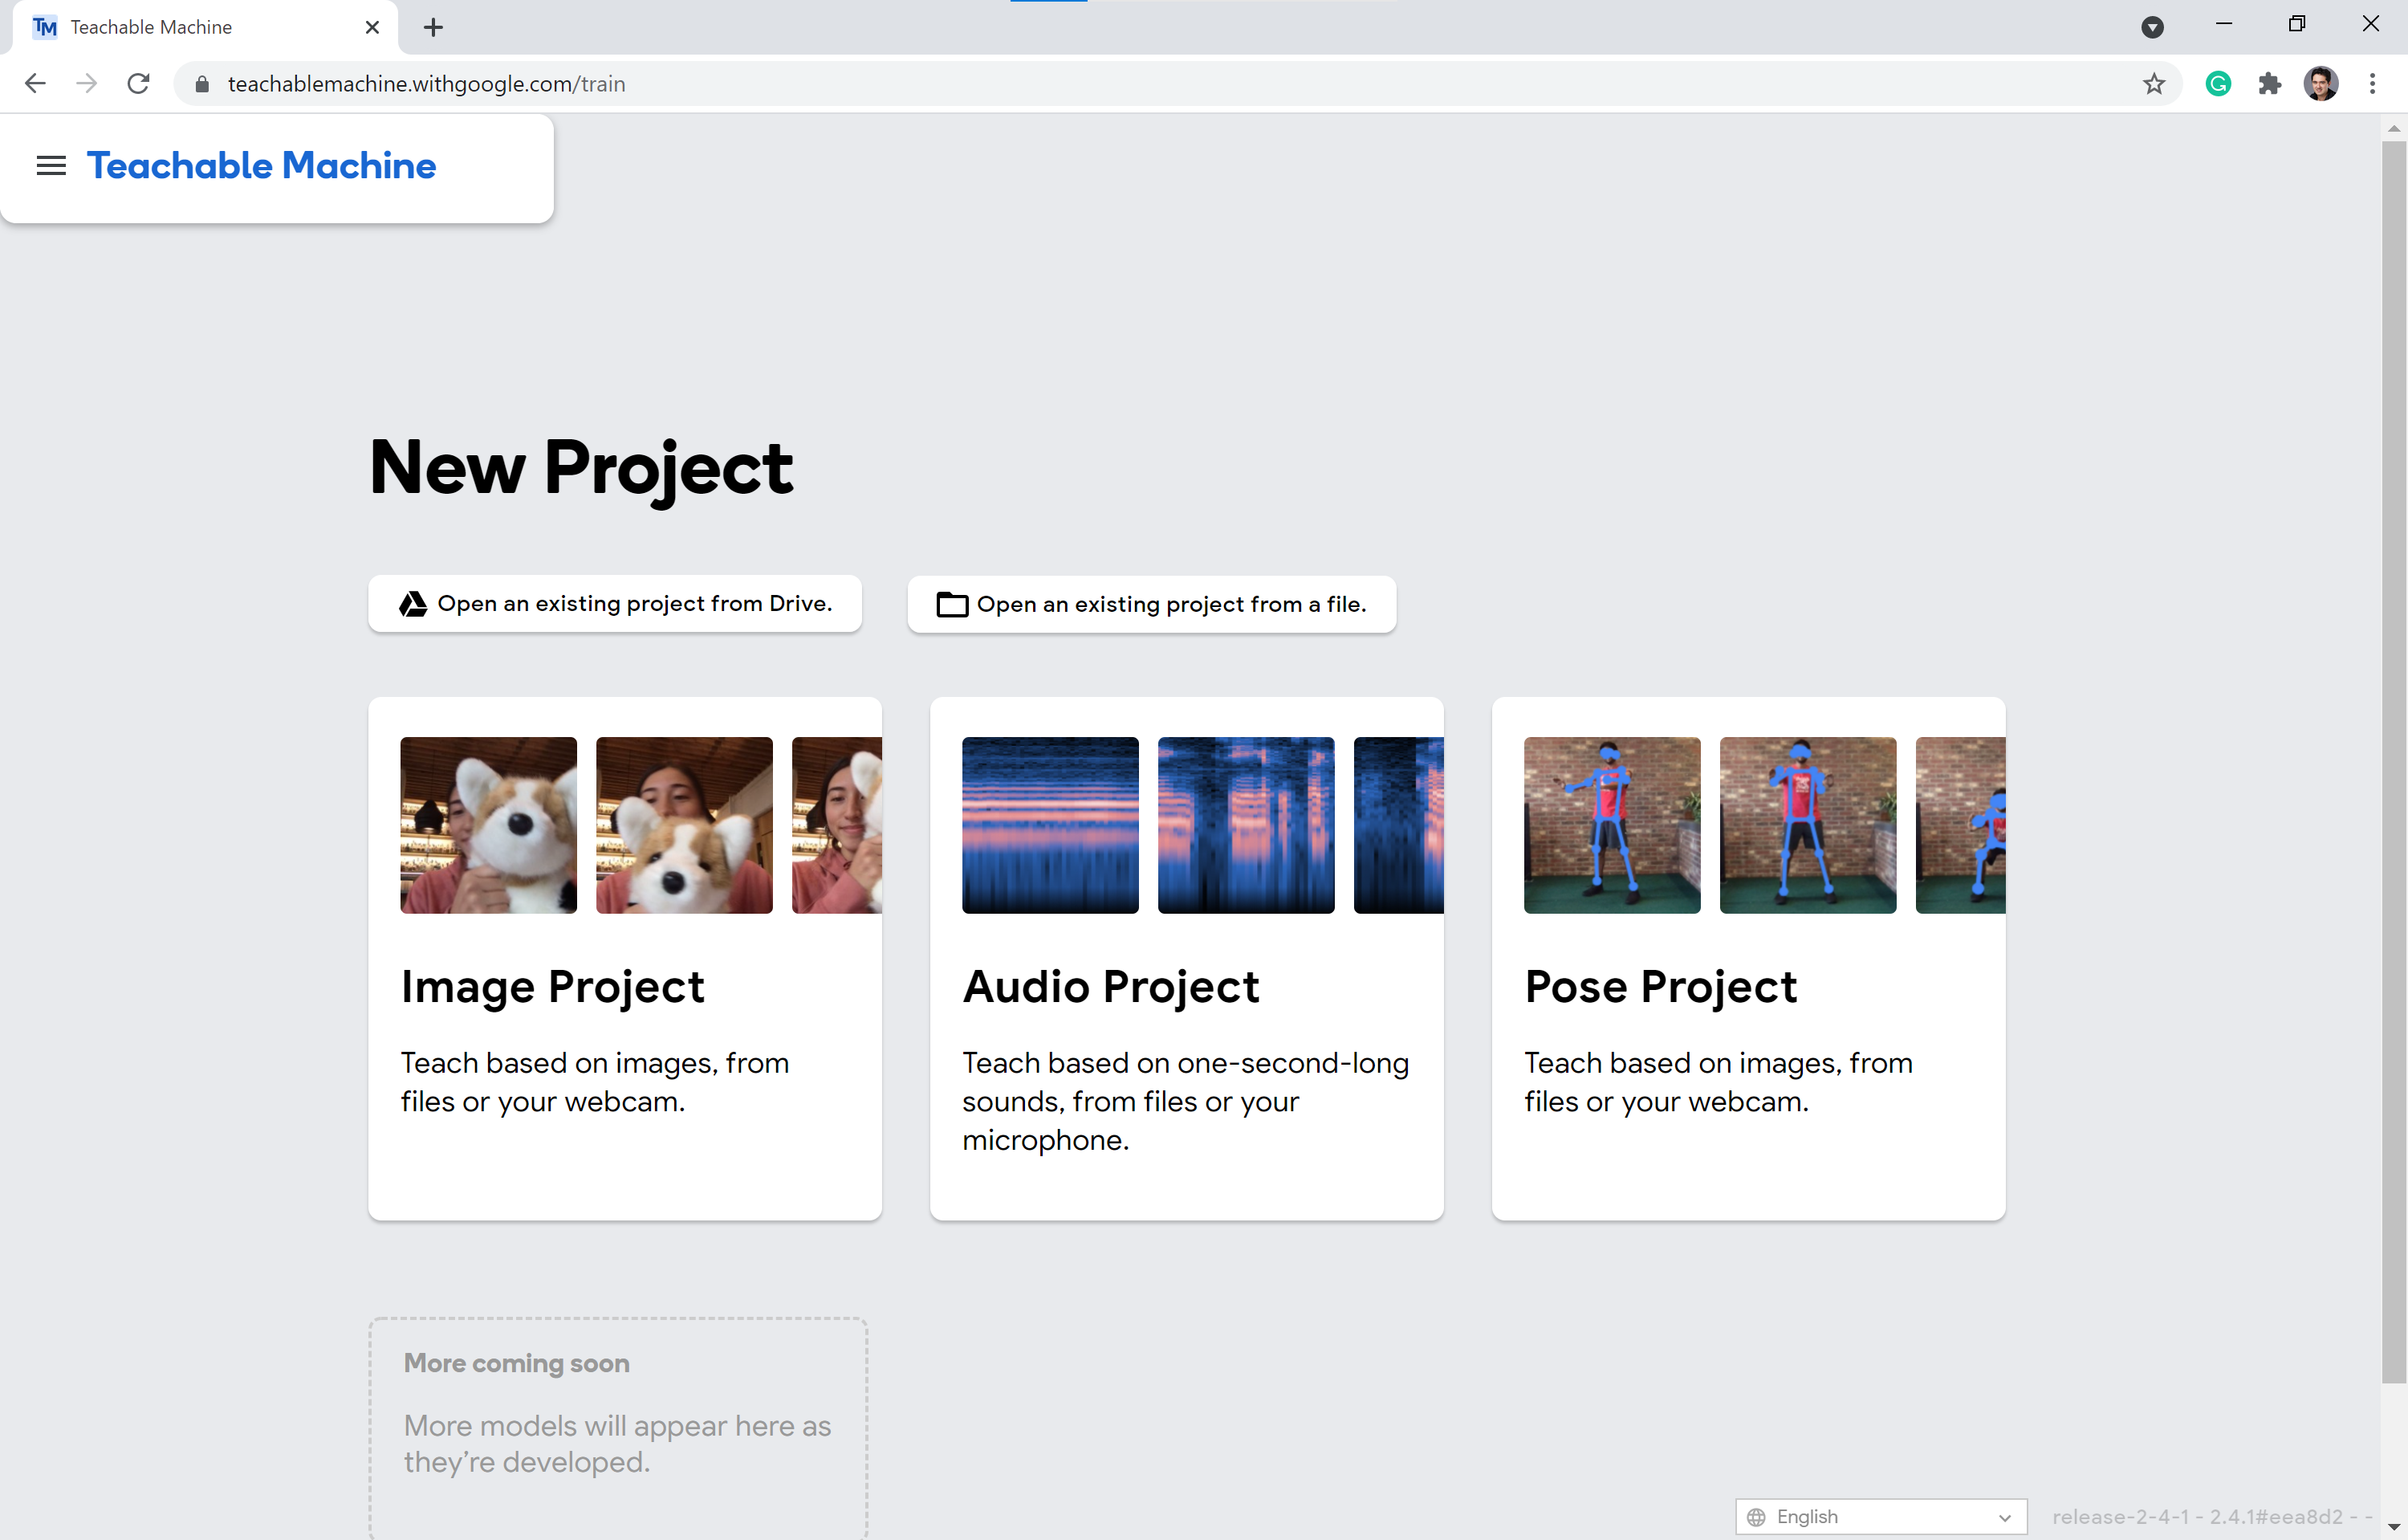 TM Teachable Machine
teachablemachine.withgoogle.com/train
Teachable Machine
New Project
Open an existing project from Drive.
Open an existing project from a file.
Image Project
Teach based on images, from
files or your webcam.
Audio Project
Teach based on one-second-long
sounds, from files or your
microphone.
Pose Project
Teach based on images, from
files or your webcam.
More coming soon
More models will appear here as
they’re developed.
English
release-2-4-1 - 2.4.1#eea8d2 - -